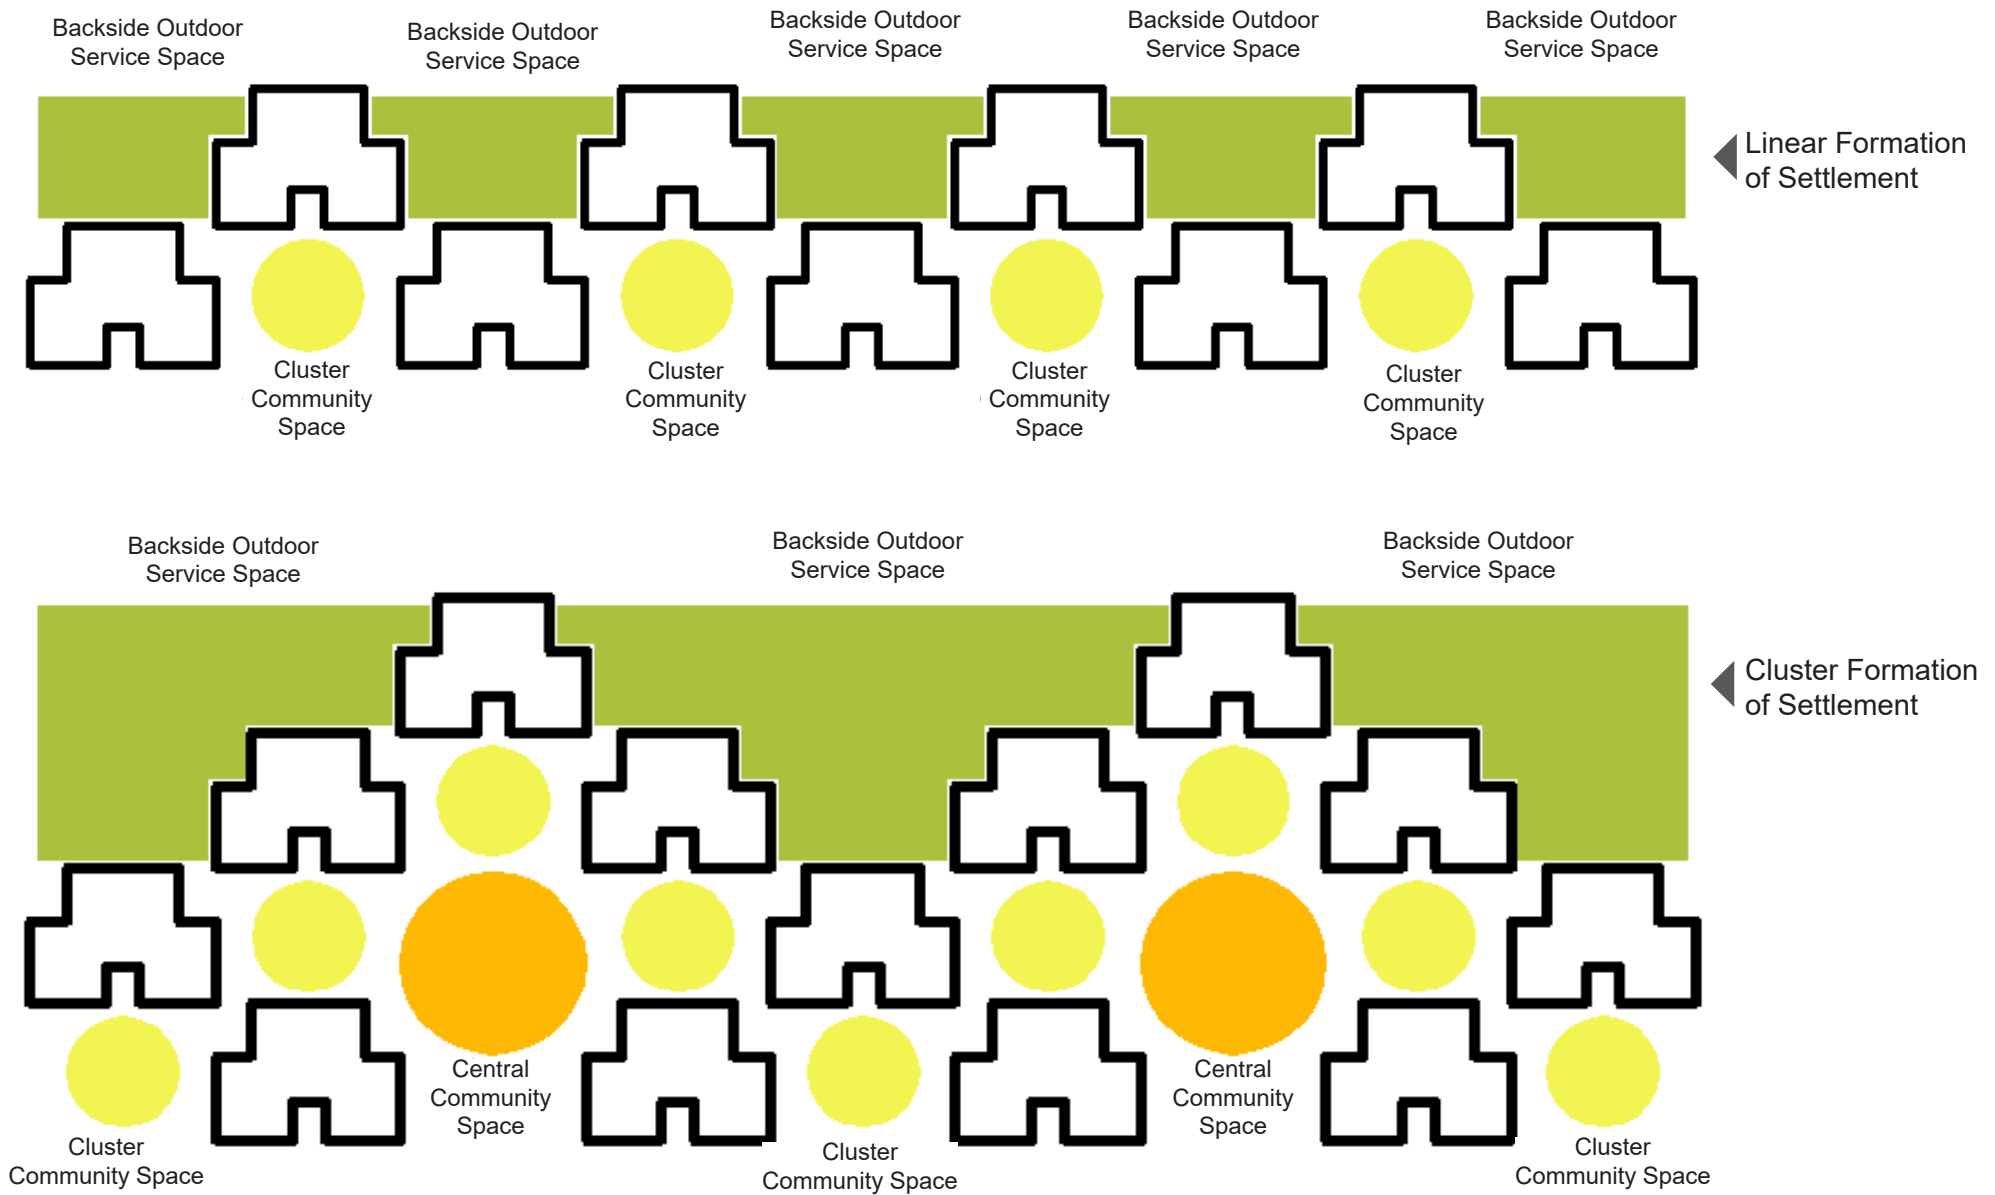 Backside Outdoor
Service Space
Backside Outdoor
Service Space
Backside Outdoor
Service Space
Backside Outdoor
Service Space
Backside Outdoor
Service Space
Linear Formation
of Settlement
Cluster
Community
Space
Cluster
Community
Space
Cluster
Community
Space
Cluster
Community
Space
Backside Outdoor
Service Space
Backside Outdoor
Service Space
Backside Outdoor
Service Space
Cluster Formation
of Settlement
Central
Community
Space
Central
Community
Space
Cluster
Community Space
Cluster
Community Space
Cluster
Community Space